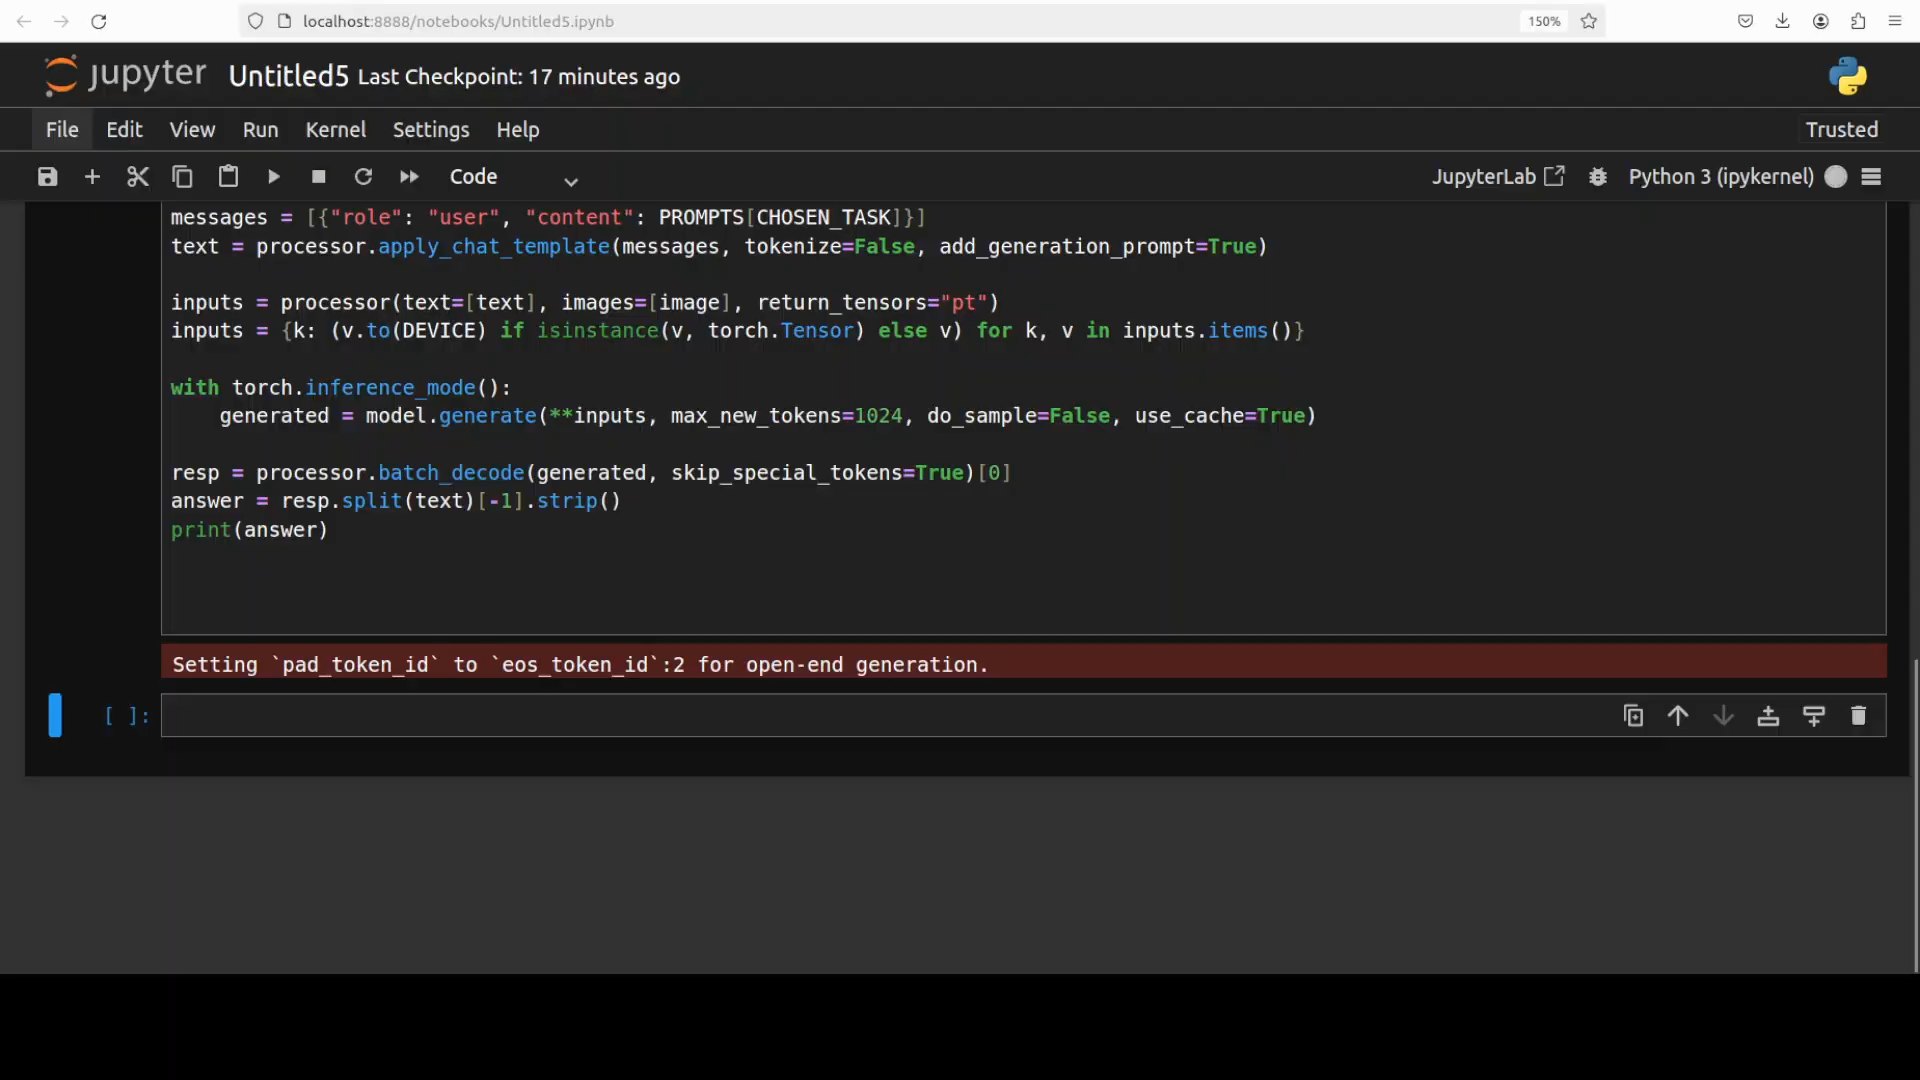 localhost:8888/notebooks/Untitled5.ipynb
150%
jupyter Untitled5 Last Checkpoint: 17 minutes ago
File Edit View Run Kernel Settings Help
Trusted
Code
JupyterLab
Python 3 (ipykernel)
messages = [{"role": "user", "content": PROMPTS[CHOSEN_TASK]}]
text = processor.apply_chat_template(messages, tokenize=False, add_generation_prompt=True)
inputs = processor(text=[text], images=[image], return_tensors="pt")
inputs = {k: (v.to(DEVICE) if isinstance(v, torch.Tensor) else v) for k, v in inputs.items()}
with torch.inference_mode():
    generated = model.generate(**inputs, max_new_tokens=1024, do_sample=False, use_cache=True)
resp = processor.batch_decode(generated, skip_special_tokens=True)[0]
answer = resp.split(text)[-1].strip()
print(answer)
Setting `pad_token_id` to `eos_token_id`:2 for open-end generation.
[ ]: